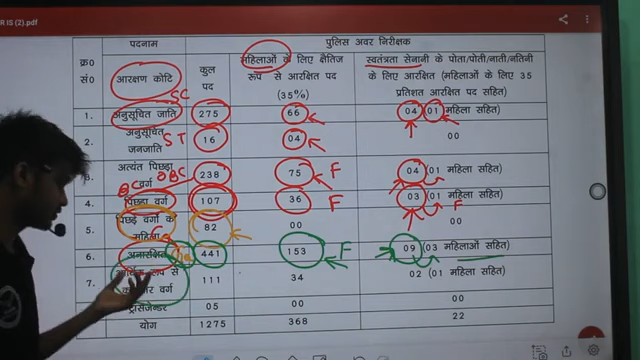 R IS (2).pdf
क्र0 सं0
पदनाम
पुलिस अवर निरीक्षक
आरक्षण कोटि
कुल पद
महिलाओं के लिए क्षैतिज रूप से आरक्षित पद (35%)
स्वतंत्रता सेनानी के पोता/पोती/नाती/नतिनी के लिए आरक्षित (महिलाओं के लिए 35 प्रतिशत आरक्षित पद सहित)
SC
1. अनुसूचित जाति 275 66 04 (01 महिला सहित)
2. अनुसूचित जनजाति ST 16 04 00
अत्यंत पिछड़ा वर्ग 238 75 F 04 (01 महिला सहित)
OBC
4. पिछड़ा वर्ग 107 36 F 03 (01 महिला सहित)
F
5. पिछड़े वर्गों की महिला 82 00 00
6. अनारक्षित 441 153 F 09 (03 महिलाओं सहित)
7. वर्ग 111 34 02 (01 महिला सहित)
ट्रांसजेन्डर 05 00 00
योग 1275 368 22